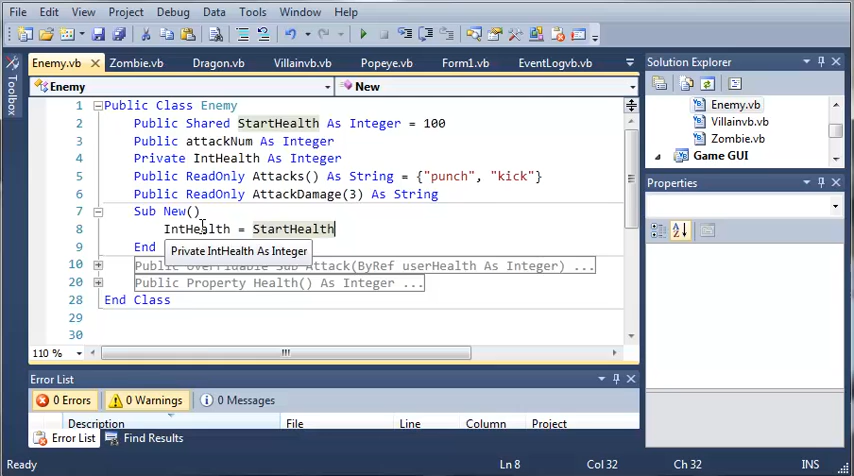 File Edit View Project Debug Data Tools Window Help
Enemy.vb Zombie.vb Dragon.vb Villainvb.vb Popeye.vb Form1.vb EventLogvb.vb
Enemy New
1 Public Class Enemy
2 Public Shared StartHealth As Integer = 100
3 Public attackNum As Integer
4 Private IntHealth As Integer
5 Public ReadOnly Attacks() As String = {"punch", "kick"}
6 Public ReadOnly AttackDamage(3) As String
7 Sub New()
8 IntHealth = StartHealth
9 End
Private IntHealth As Integer
10 Public Overridable Sub Attack(ByRef userHealth As Integer) ...
20 Public Property Health() As Integer ...
28 End Class
29
30
110 %
Toolbox
Solution Explorer
Enemy.vb
Villainvb.vb
Zombie.vb
Game GUI
Properties
Error List
0 Errors 0 Warnings 0 Messages
Description File Line Column Project
Error List Find Results
Ready Ln 8 Col 32 Ch 32 INS